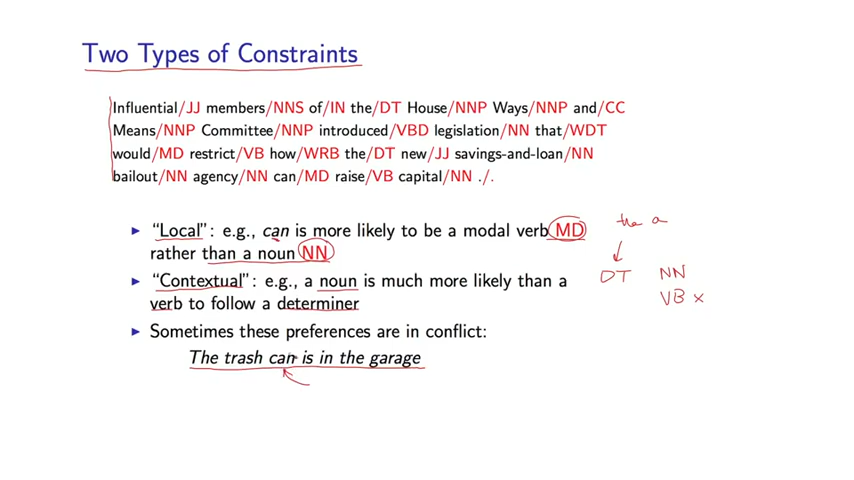 Two Types of Constraints
Influential/JJ members/NNS of/IN the/DT House/NNP Ways/NNP and/CC
Means/NNP Committee/NNP introduced/VBD legislation/NN that/WDT
would/MD restrict/VB how/WRB the/DT new/JJ savings-and-loan/NN
bailout/NN agency/NN can/MD raise/VB capital/NN ./.
▶ "Local": e.g., can is more likely to be a modal verb MD
rather than a noun NN
▶ "Contextual": e.g., a noun is much more likely than a
verb to follow a determiner
▶ Sometimes these preferences are in conflict:
The trash can is in the garage
the a
DT NN
VB x